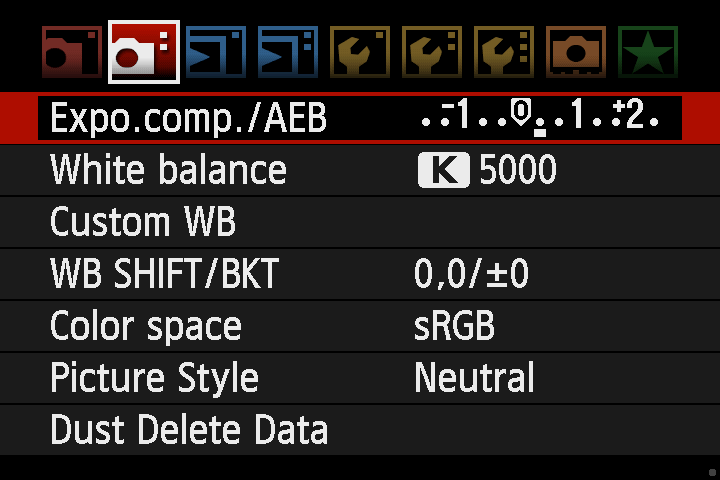 Expo.comp./AEB .-1..0..1.+2.
White balance K 5000
Custom WB
WB SHIFT/BKT 0,0/±0
Color space sRGB
Picture Style Neutral
Dust Delete Data